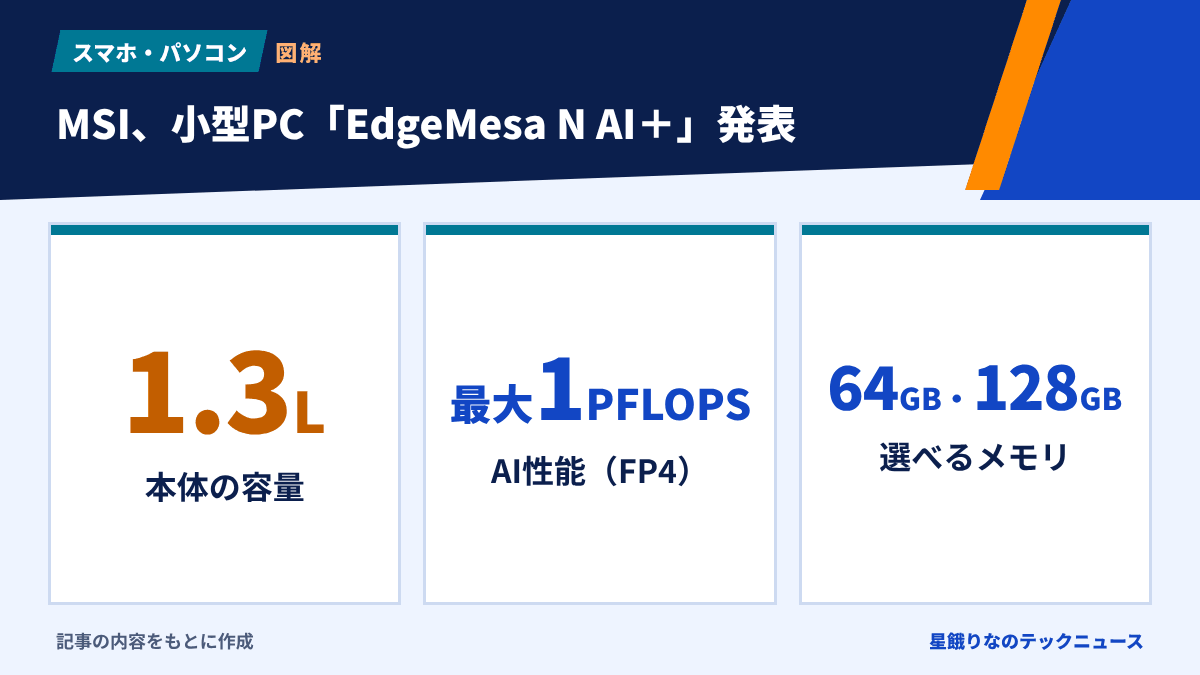 スマホ・パソコン 図解
MSI、小型PC「EdgeMesa N AI＋」発表
1.3L
本体の容量
最大1PFLOPS
AI性能（FP4）
64GB・128GB
選べるメモリ
記事の内容をもとに作成
星餓りなのテックニュース